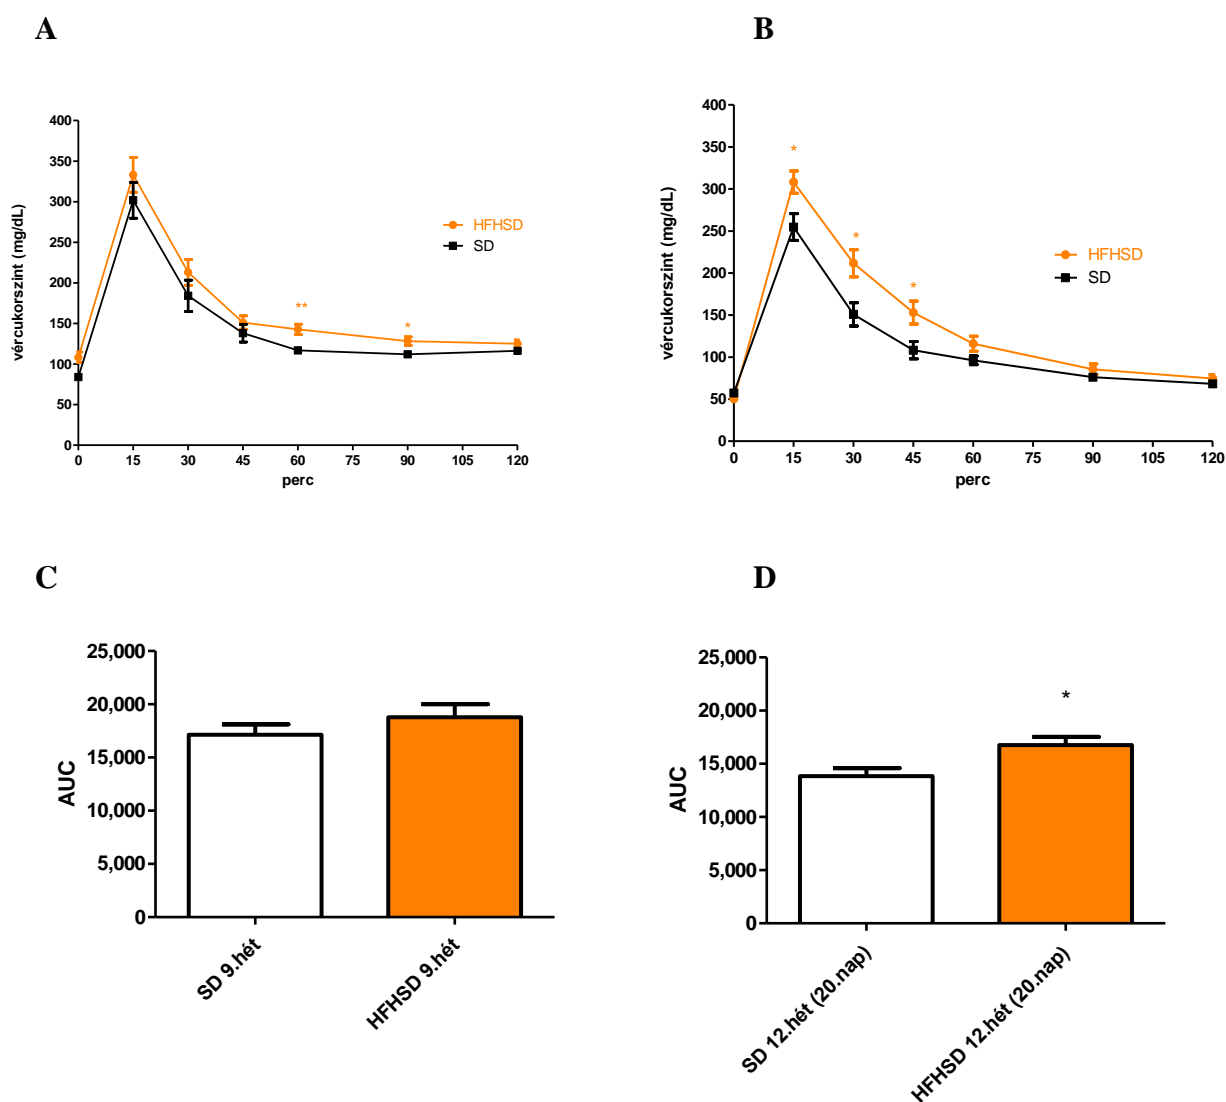 A
B
400
350
300
250
200
150
100
50
0
vércukorszint (mg/dL)
0 15 30 45 60 75 90 105 120
perc
** *
HFHSD
SD
400
350
300
250
200
150
100
50
0
vércukorszint (mg/dL)
0 15 30 45 60 75 90 105 120
perc
*
*
*
HFHSD
SD
C
D
25,000
20,000
15,000
10,000
5,000
0
AUC
SD 9.hét
HFHSD 9.hét
25,000
20,000
15,000
10,000
5,000
0
AUC
*
SD 12.hét (20.nap)
HFHSD 12.hét (20.nap)